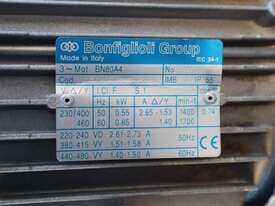 Bonfiglioli Group
Made in Italy IEC 34-1
3~Mot BN80A4 No
Cod. IMB IP 55
V △/Y I.Cl.F S1
Hz kW A △/Y min-1
230/400 50 0.55 2.65-1.53 1400 0.74
460 60 0.65 1.40 1700
220-240 VD 2.61-2.73 A 50Hz
380-415 VY 1.51-1.58 A
440-480 VY 1.40-1.50 A 60Hz